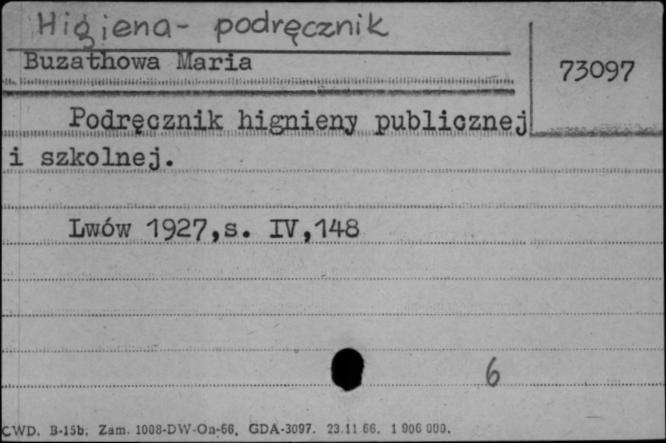 Higiena - podręcznik
Buzathowa Maria
73097
Podręcznik hignieny publicznej
i szkolnej.
Lwów 1927,s. IV,148
6
CWD. B-15b. Zam. 1008-DW-On-66. GDA-3097. 23.11 66. 1 906 000.